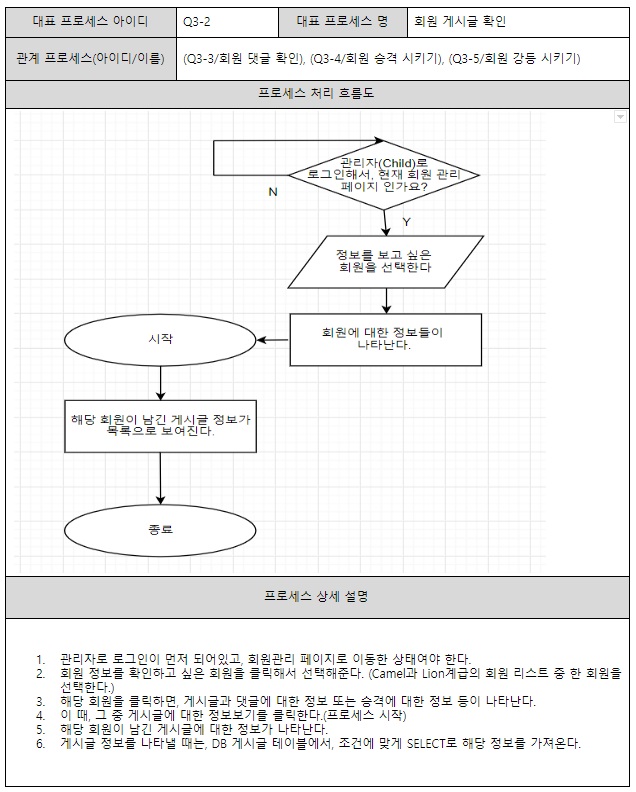 대표 프로세스 아이디 Q3-2 대표 프로세스 명 회원 게시글 확인
관계 프로세스(아이디/이름) (Q3-3/회원 댓글 확인), (Q3-4/회원 승격 시키기), (Q3-5/회원 강등 시키기)
프로세스 처리 흐름도
관리자(Child)로
로그인해서, 현재 회원 관리
페이지 인가요?
N
Y
정보를 보고 싶은
회원을 선택한다
회원에 대한 정보들이
나타난다.
시작
해당 회원이 남긴 게시글 정보가
목록으로 보여진다.
종료
프로세스 상세 설명
1. 관리자로 로그인이 먼저 되어있고, 회원관리 페이지로 이동한 상태여야 한다.
2. 회원 정보를 확인하고 싶은 회원을 클릭해서 선택해준다. (Camel과 Lion계급의 회원 리스트 중 한 회원을
선택한다.)
3. 해당 회원을 클릭하면, 게시글과 댓글에 대한 정보 또는 승격에 대한 정보 등이 나타난다.
4. 이 때, 그 중 게시글에 대한 정보보기를 클릭한다.(프로세스 시작)
5. 해당 회원이 남긴 게시글에 대한 정보가 나타난다.
6. 게시글 정보를 나타낼 때는, DB 게시글 테이블에서, 조건에 맞게 SELECT로 해당 정보를 가져온다.